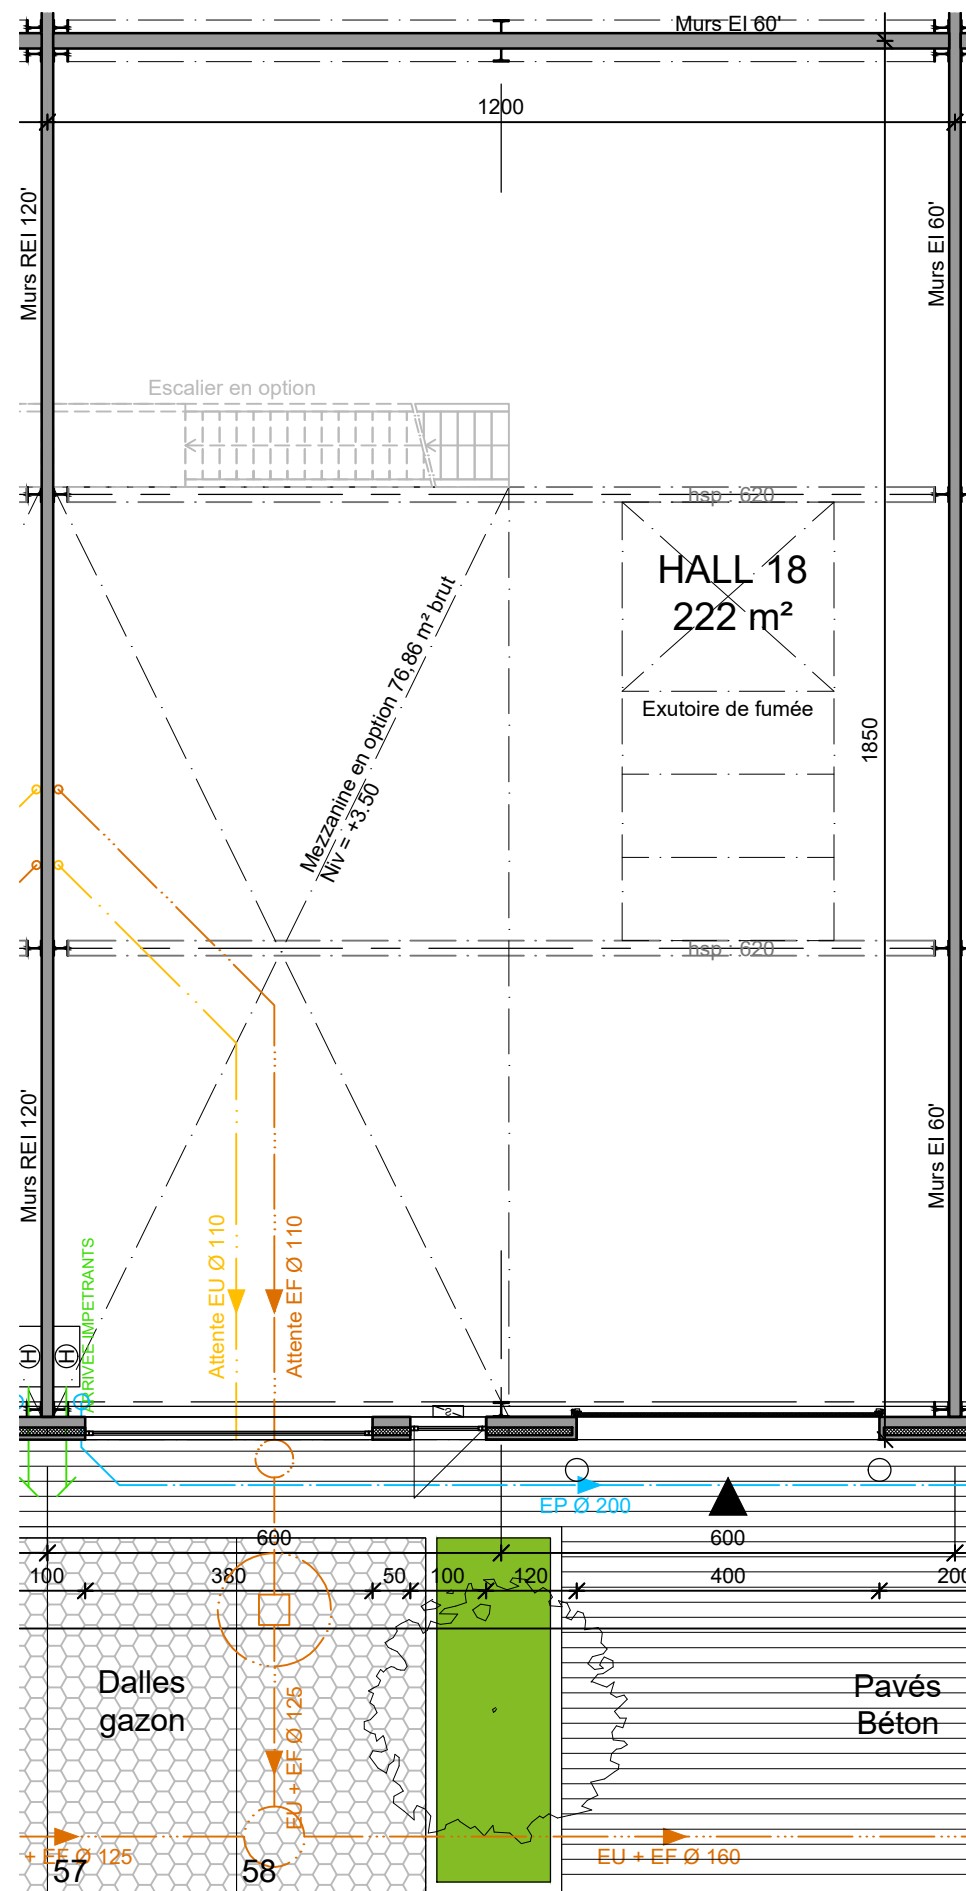 Murs EI 60'
1200
Murs REI 120'
Murs EI 60'
Escalier en option
hsp : 620
HALL 18
222 m²
Exutoire de fumée
1850
Mezzanine en option 76,86 m² brut
Niv = +3.50
hsp : 620
Murs REI 120'
Murs EI 60'
Attente EU Ø 110
Attente EF Ø 110
ARRIVÉE IMPETRANTS
H
H
EP Ø 200
600
600
100
380
50
100
120
400
200
Dalles
gazon
Pavés
Béton
EU + EF Ø 125
+ EF Ø 125
EU + EF Ø 160
57
58